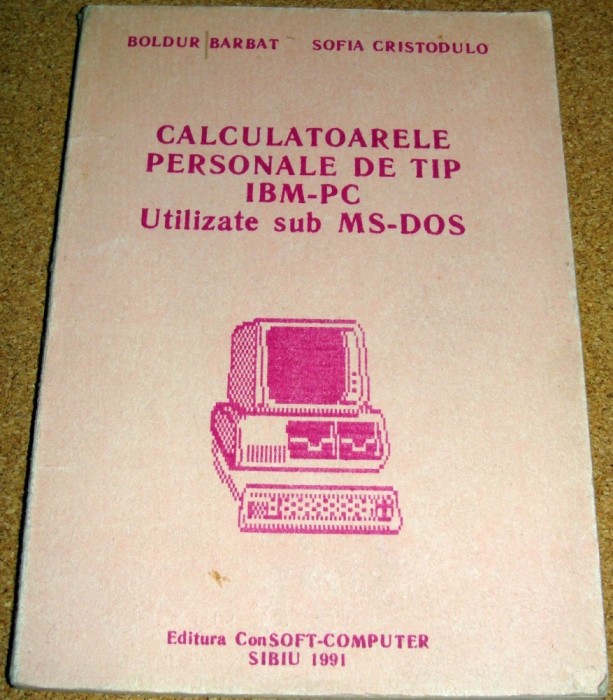 BOLDUR BARBAT SOFIA CRISTODULO
CALCULATOARELE
PERSONALE DE TIP
IBM-PC
Utilizate sub MS-DOS
Editura ConSOFT-COMPUTER
SIBIU 1991